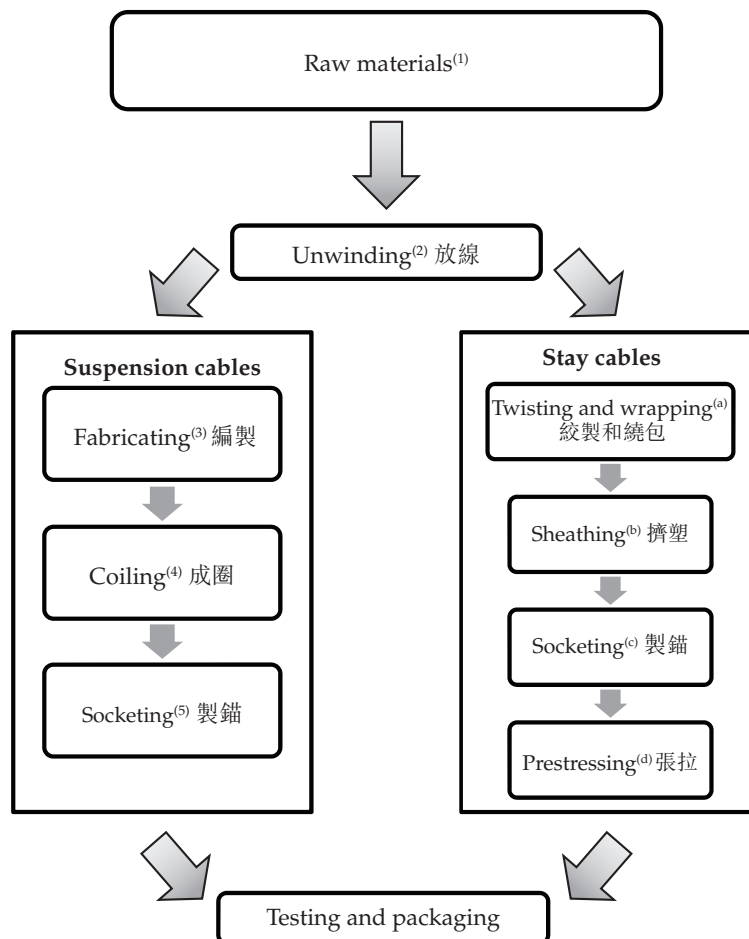 Raw materials(1)
Unwinding(2) 放線
Suspension cables
Fabricating(3) 編製
Coiling(4) 成圈
Socketing(5) 製錨
Stay cables
Twisting and wrapping(a)
絞製和繞包
Sheathing(b) 擠塑
Socketing(c) 製錨
Prestressing(d) 張拉
Testing and packaging